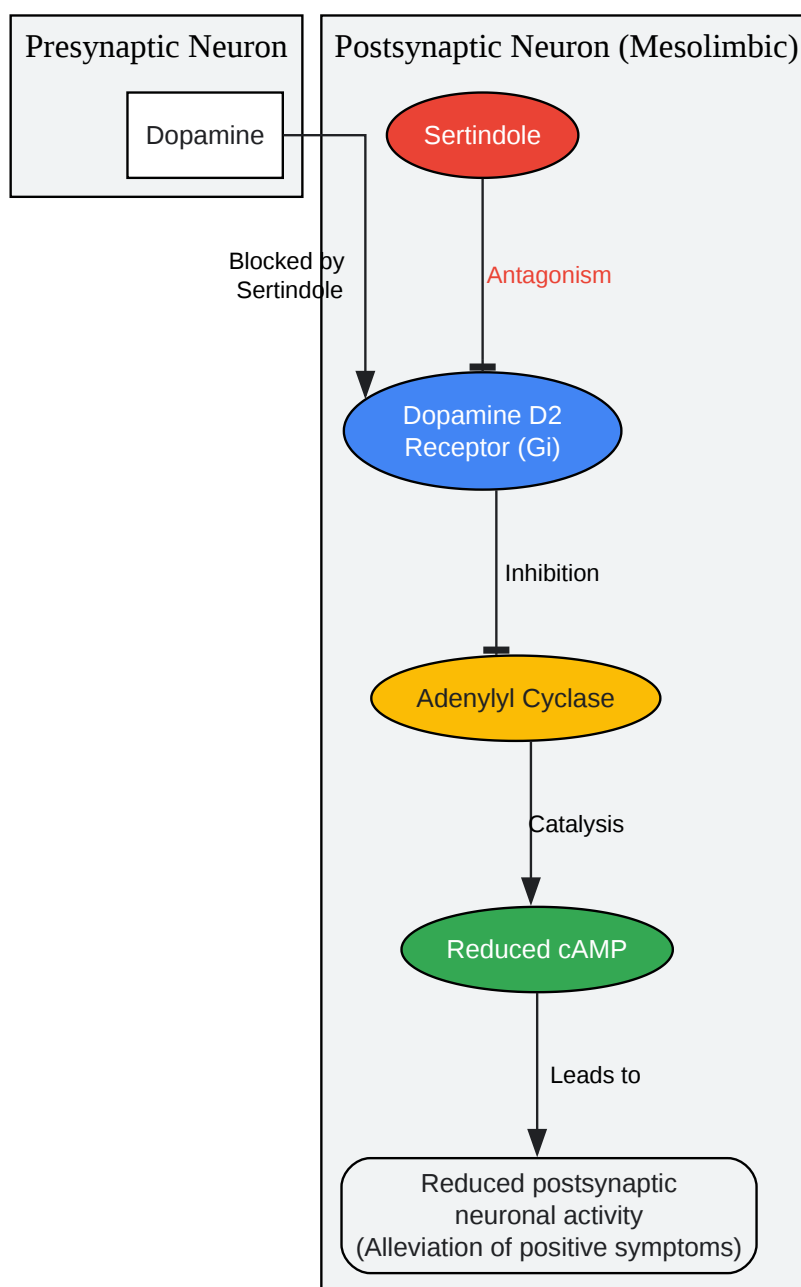 Presynaptic Neuron
Postsynaptic Neuron (Mesolimbic)
Dopamine
Sertindole
Blocked by
Sertindole
Antagonism
Dopamine D2
Receptor (Gi)
Inhibition
Adenylyl Cyclase
Catalysis
Reduced cAMP
Leads to
Reduced postsynaptic
neuronal activity
(Alleviation of positive symptoms)